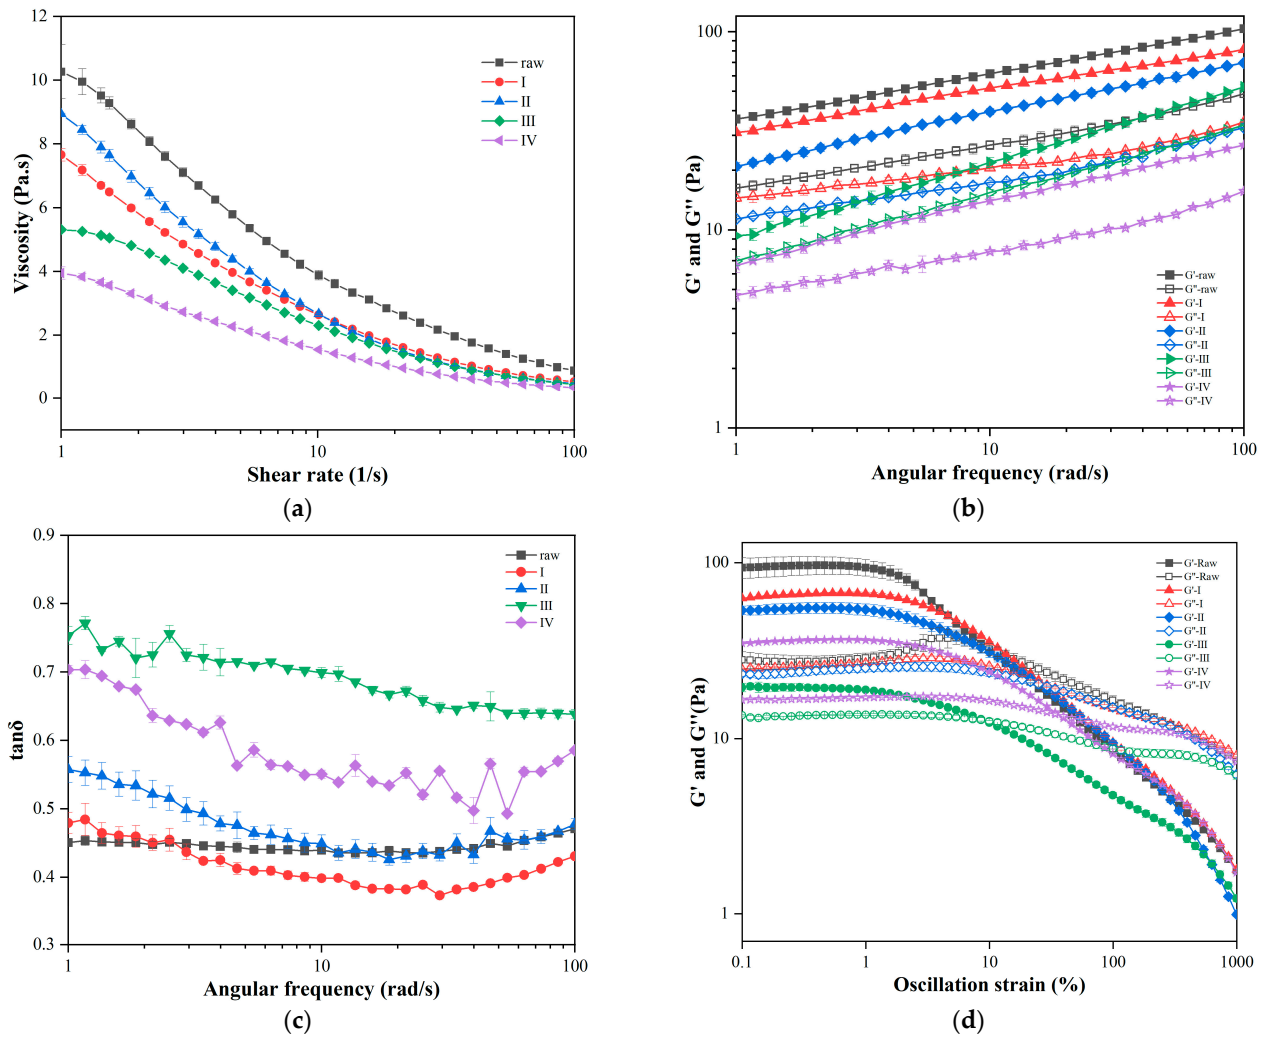 12
10
8
6
4
2
0
Viscosity (Pa.s)
raw
I
II
III
IV
1
10
100
Shear rate (1/s)
(a)
100
10
1
G' and G'' (Pa)
G'-raw
G''-raw
G'-I
G''-I
G'-II
G''-II
G'-III
G''-III
G'-IV
G''-IV
1
10
100
Angular frequency (rad/s)
(b)
0.9
0.8
0.7
0.6
0.5
0.4
0.3
tanδ
raw
I
II
III
IV
1
10
100
Angular frequency (rad/s)
(c)
100
10
1
G' and G''(Pa)
G'-Raw
G''-Raw
G'-I
G''-I
G'-II
G''-II
G'-III
G''-III
G'-IV
G''-IV
0.1
1
10
100
1000
Oscillation strain (%)
(d)